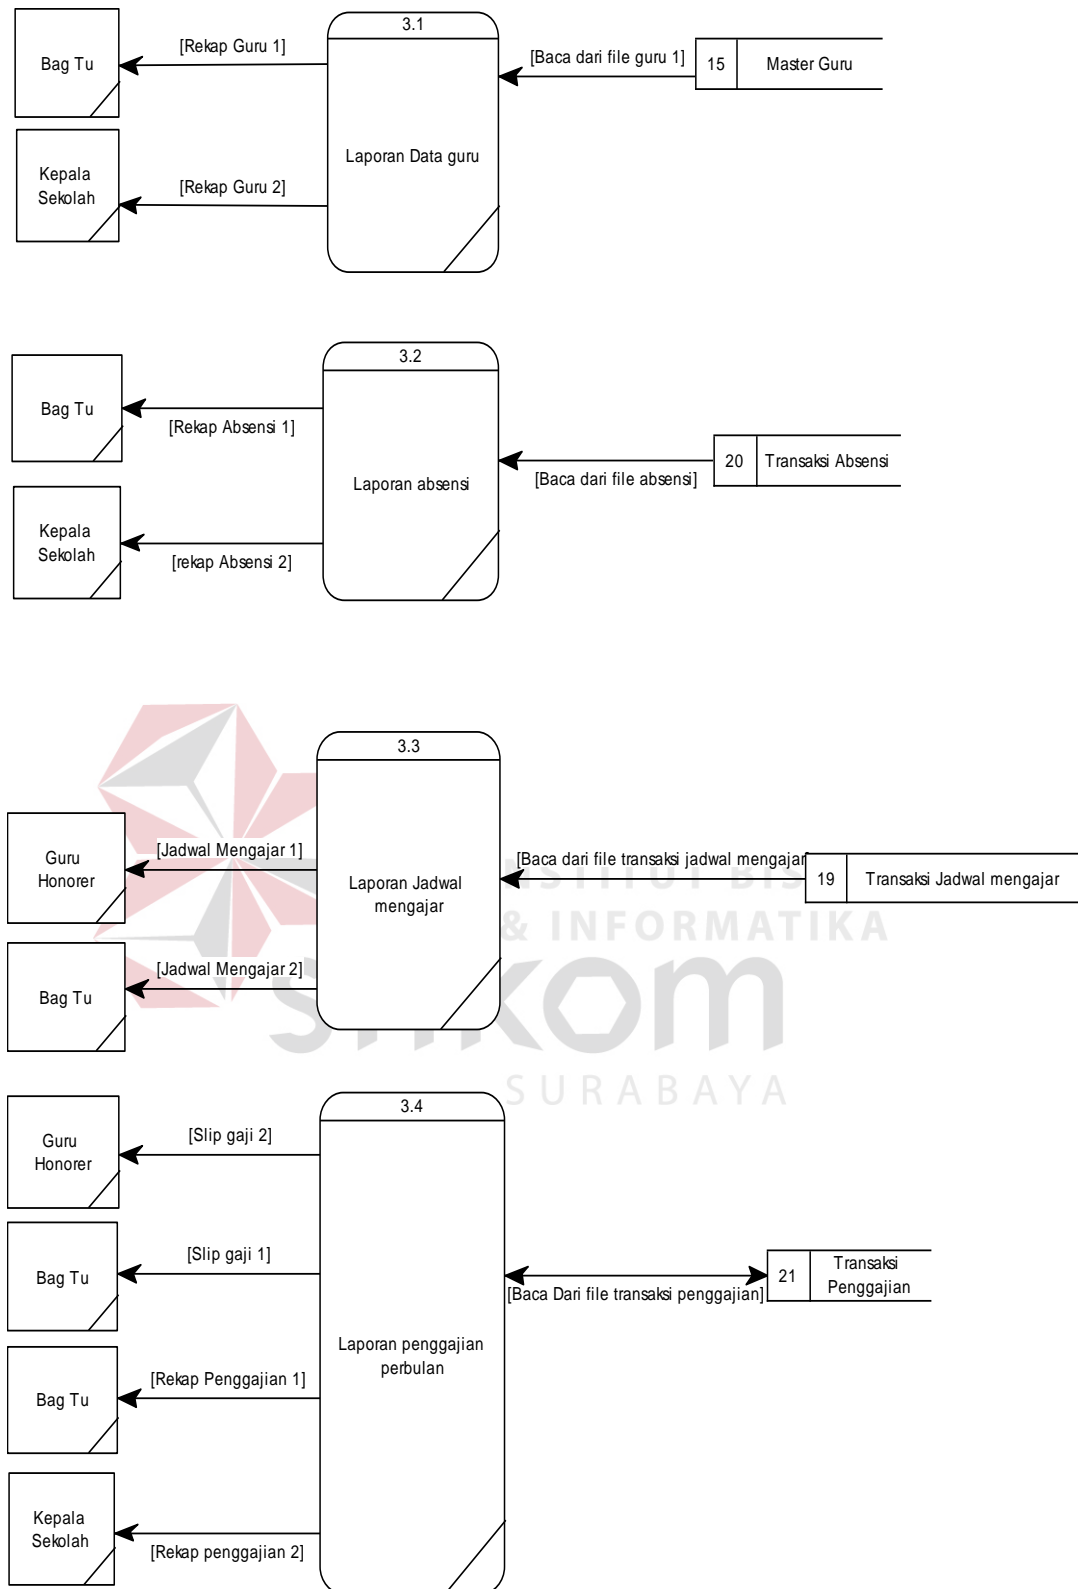 3.1
[Rekap Guru 1]
[Baca dari file guru 1]
Bag Tu
15
Master Guru
Laporan Data guru
Kepala
Sekolah
[Rekap Guru 2]
3.2
Bag Tu
[Rekap Absensi 1]
20
Transaksi Absensi
[Baca dari file absensi]
Laporan absensi
Kepala
Sekolah
[rekap Absensi 2]
3.3
[Jadwal Mengajar 1]
Guru
Honorer
[Baca dari file transaksi jadwal mengajar]
19
Transaksi Jadwal mengajar
Laporan Jadwal
mengajar
& INFORMATIKA
[Jadwal Mengajar 2]
Bag Tu
SURABAYA
3.4
[Slip gaji 2]
Guru
Honorer
[Slip gaji 1]
Bag Tu
21
Transaksi
Penggajian
[Baca Dari file transaksi penggajian]
Laporan penggajian
perbulan
[Rekap Penggajian 1]
Bag Tu
Kepala
Sekolah
[Rekap penggajian 2]